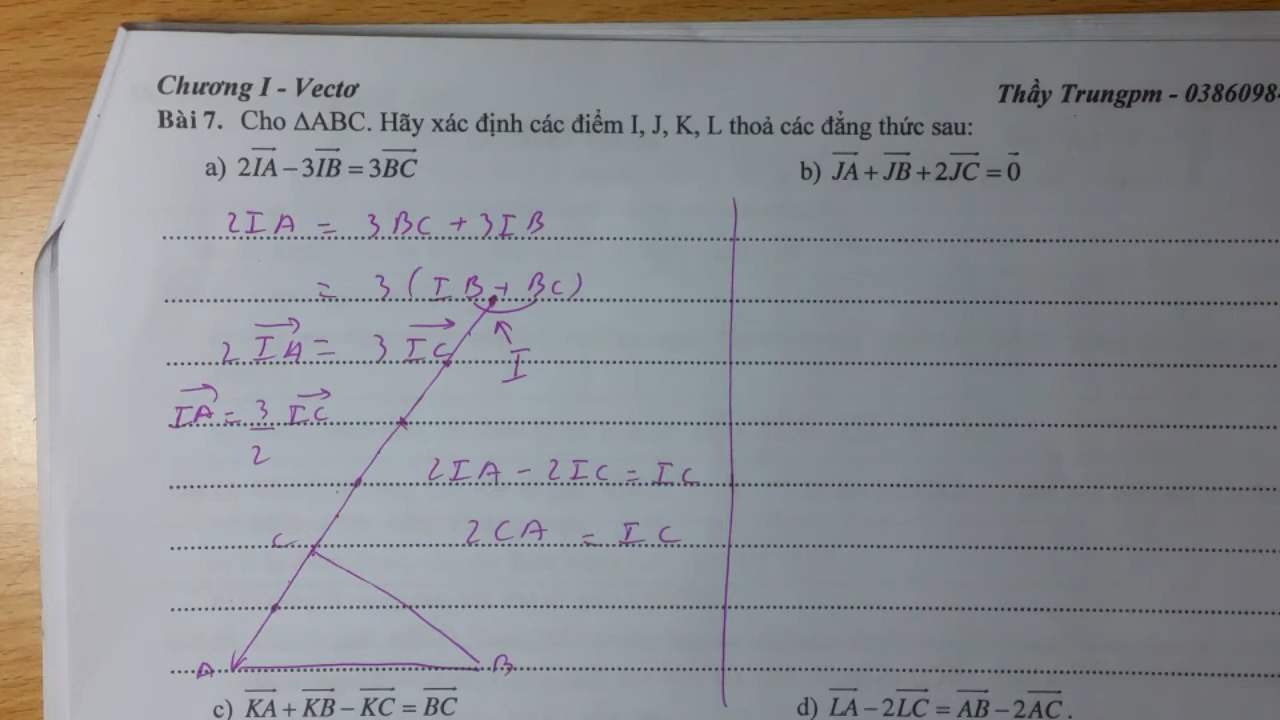 Chương I - Vectơ
Thầy Trungpm - 0386098
Bài 7. Cho ΔABC. Hãy xác định các điểm I, J, K, L thoả các đẳng thức sau:
a) 2IA⃗ − 3IB⃗ = 3BC⃗
b) JA⃗ + JB⃗ + 2JC⃗ = 0⃗
2IA = 3BC + 3IB
= 3 (IB + BC)
2 IA⃗ = 3 IC⃗
I
IA⃗ = 3/2 IC⃗
2IA - 2IC = IC
2CA = IC
C
A
B
c) KA⃗ + KB⃗ − KC⃗ = BC⃗
d) LA⃗ − 2LC⃗ = AB⃗ − 2AC⃗.